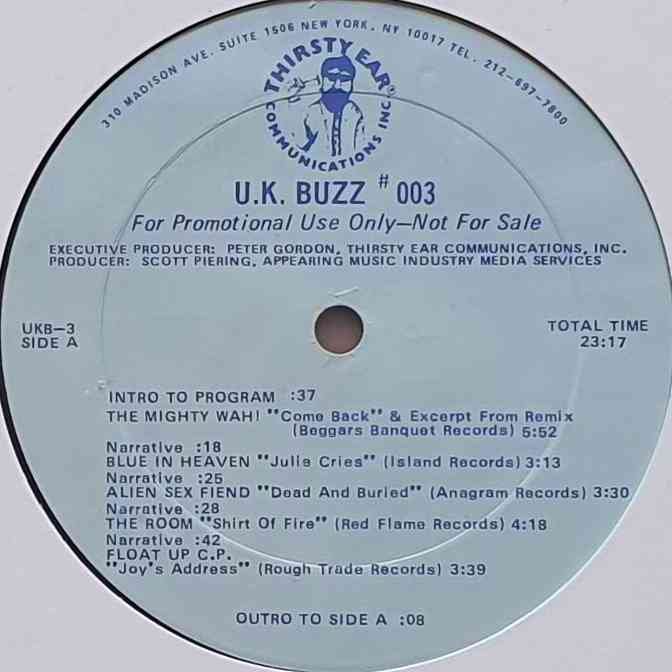 310 MADISON AVE. SUITE 1506 NEW YORK, NY 10017 TEL. 212-697-7800
THIRSTY EAR®
COMMUNICATIONS INC.
U.K. BUZZ # 003
For Promotional Use Only—Not For Sale
EXECUTIVE PRODUCER: PETER GORDON, THIRSTY EAR COMMUNICATIONS, INC.
PRODUCER: SCOTT PIERING, APPEARING MUSIC INDUSTRY MEDIA SERVICES
UKB-3
SIDE A
TOTAL TIME
23:17
INTRO TO PROGRAM :37
THE MIGHTY WAH! "Come Back" & Excerpt From Remix
(Beggars Banquet Records) 5:52
Narrative :18
BLUE IN HEAVEN "Julie Cries" (Island Records) 3:13
Narrative :25
ALIEN SEX FIEND "Dead And Buried" (Anagram Records) 3:30
Narrative :28
THE ROOM "Shirt Of Fire" (Red Flame Records) 4:18
Narrative :42
FLOAT UP C.P.
"Joy's Address" (Rough Trade Records) 3:39
OUTRO TO SIDE A :08